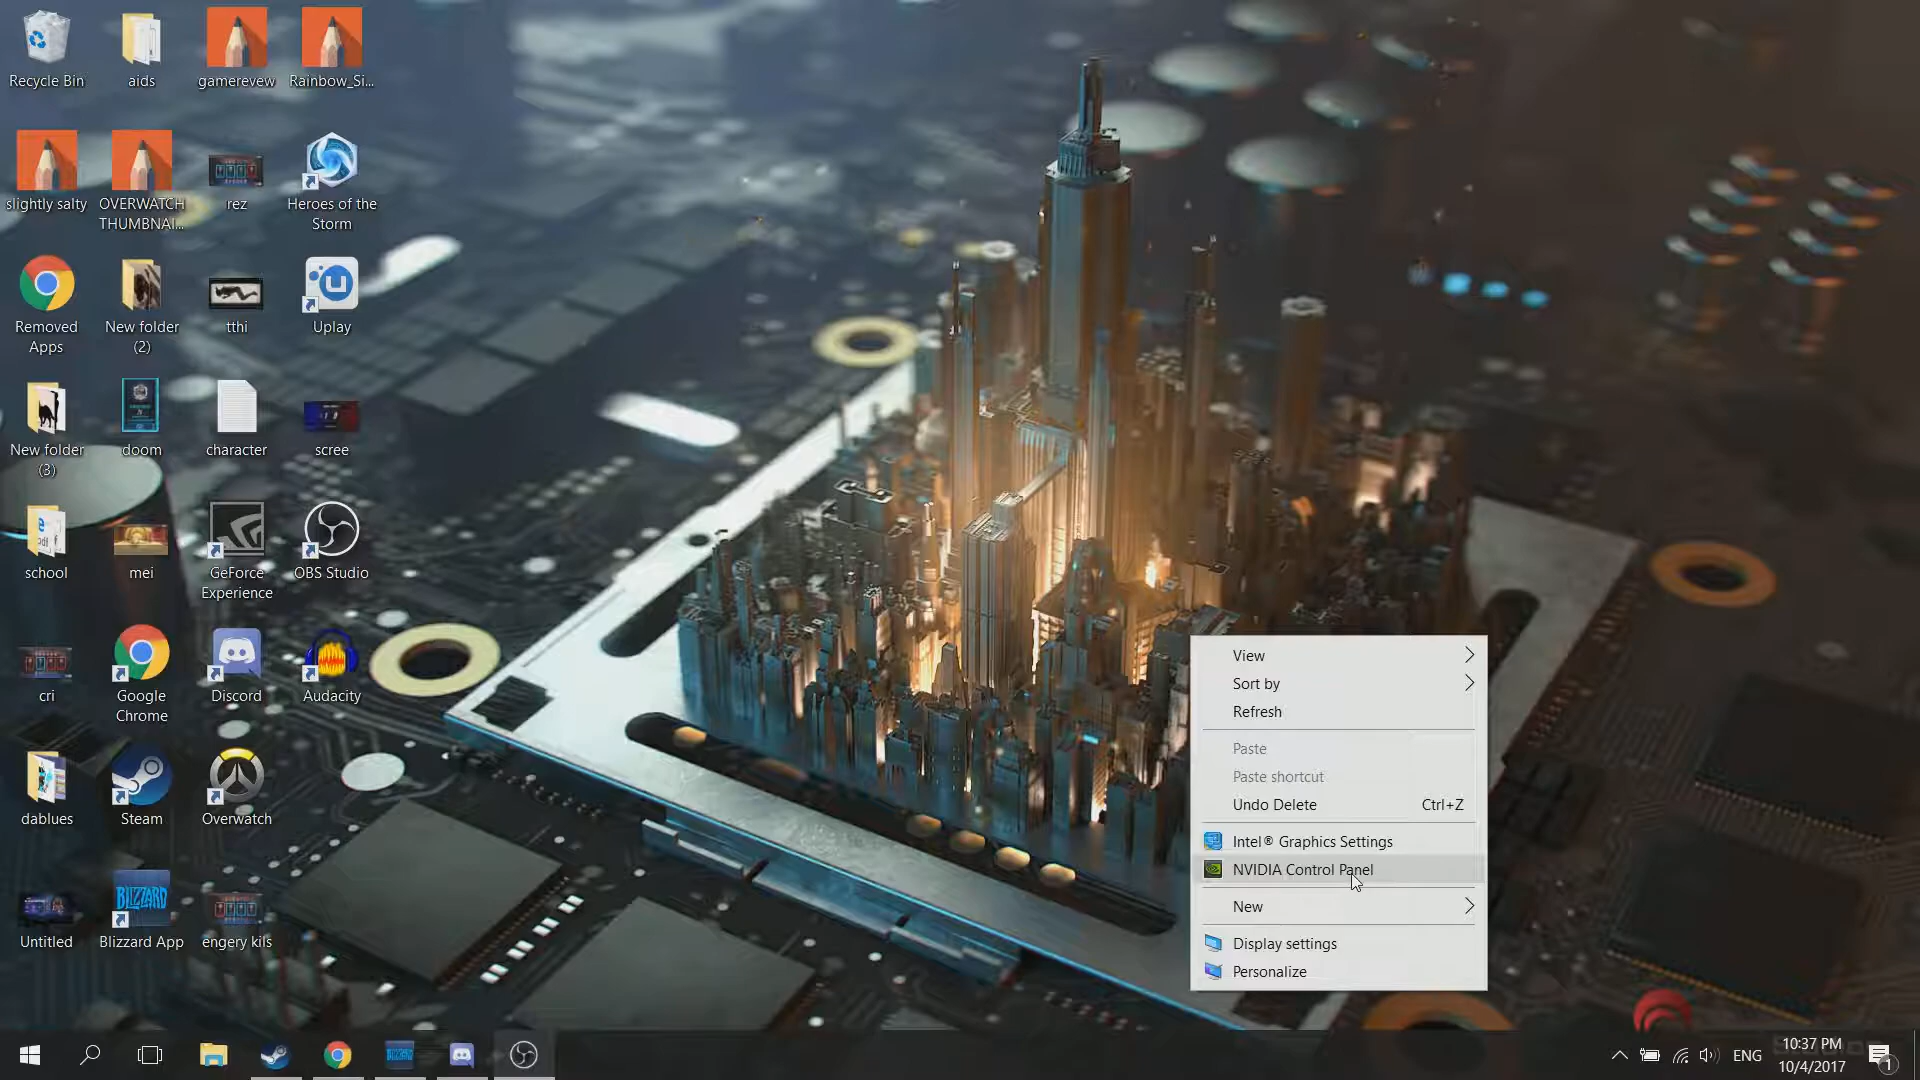 Recycle Bin
aids
gamerevew
Rainbow_Si...
slightly salty
OVERWATCH
THUMBNAI...
rez
Heroes of the
Storm
Removed
Apps
New folder
(2)
tthi
Uplay
New folder
(3)
doom
character
scree
school
mei
GeForce
Experience
OBS Studio
cri
Google
Chrome
Discord
Audacity
dablues
Steam
Overwatch
Untitled
BLIZZARD
Blizzard App
engery kils
View
Sort by
Refresh
Paste
Paste shortcut
Undo Delete Ctrl+Z
Intel® Graphics Settings
NVIDIA Control Panel
New
Display settings
Personalize
ENG
10:37 PM
10/4/2017
1